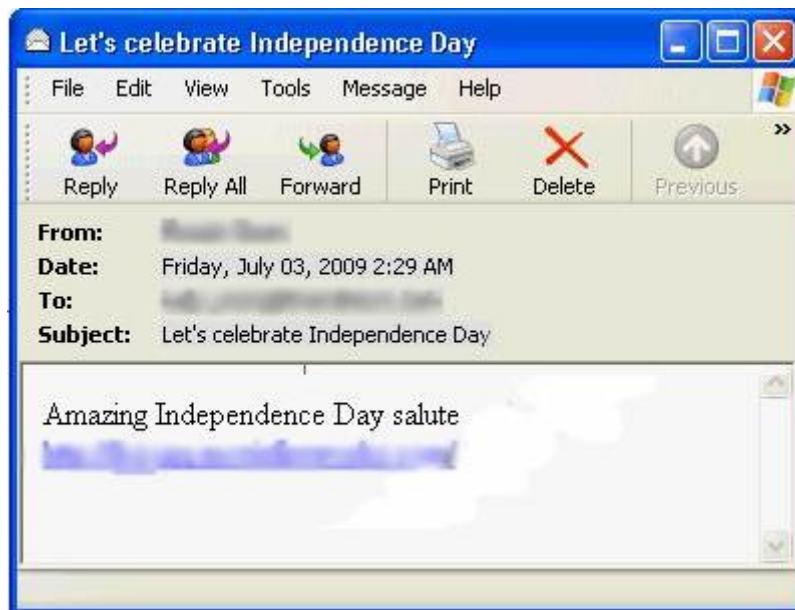 Let's celebrate Independence Day
File Edit View Tools Message Help
Reply Reply All Forward Print Delete Previous »
From:
Date: Friday, July 03, 2009 2:29 AM
To:
Subject: Let's celebrate Independence Day
Amazing Independence Day salute